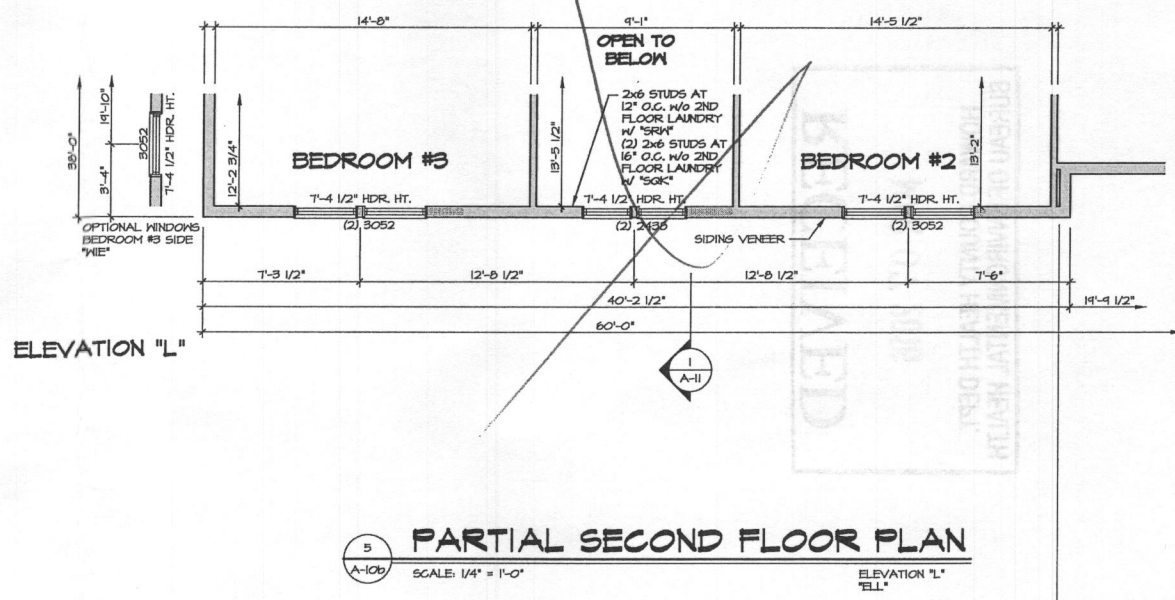 14'-8"
9'-1"
14'-5 1/2"
OPEN TO
BELOW
2x6 STUDS AT
12" O.C. W/o 2ND
FLOOR LAUNDRY
W/ "SRW"
(2) 2x6 STUDS AT
16" O.C. W/o 2ND
FLOOR LAUNDRY
W/ "SGK"
38'-0"
19'-10"
3'-4"
3052
7'-4 1/2" HDR. HT.
12'-2 3/4"
BEDROOM #3
13'-5 1/2"
BEDROOM #2
13'-2"
7'-4 1/2" HDR. HT.
7'-4 1/2" HDR. HT.
7'-4 1/2" HDR. HT.
OPTIONAL WINDOWS
BEDROOM #3 SIDE
"WIE"
(2) 3052
(2) 2436
SIDING VENEER
(2) 3052
7'-3 1/2"
12'-8 1/2"
12'-8 1/2"
7'-6"
40'-2 1/2"
19'-9 1/2"
60'-0"
ELEVATION "L"
1
A-11
BUREAU OF ENVIRONMENTAL HEALTH
HOWARD COUNTY HEALTH DEPT.
RECEIVED
5
A-10b
PARTIAL SECOND FLOOR PLAN
SCALE: 1/4" = 1'-0"
ELEVATION "L"
"ELL"